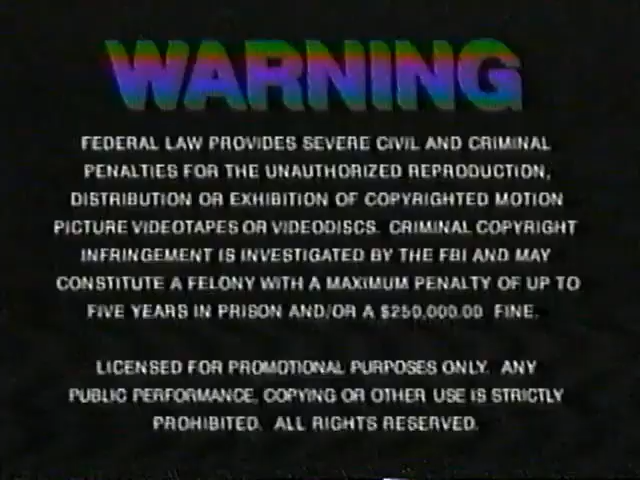 WARNING
FEDERAL LAW PROVIDES SEVERE CIVIL AND CRIMINAL
PENALTIES FOR THE UNAUTHORIZED REPRODUCTION,
DISTRIBUTION OR EXHIBITION OF COPYRIGHTED MOTION
PICTURE VIDEOTAPES OR VIDEODISCS. CRIMINAL COPYRIGHT
INFRINGEMENT IS INVESTIGATED BY THE FBI AND MAY
CONSTITUTE A FELONY WITH A MAXIMUM PENALTY OF UP TO
FIVE YEARS IN PRISON AND/OR A $250,000.00 FINE.
LICENSED FOR PROMOTIONAL PURPOSES ONLY. ANY
PUBLIC PERFORMANCE, COPYING OR OTHER USE IS STRICTLY
PROHIBITED. ALL RIGHTS RESERVED.